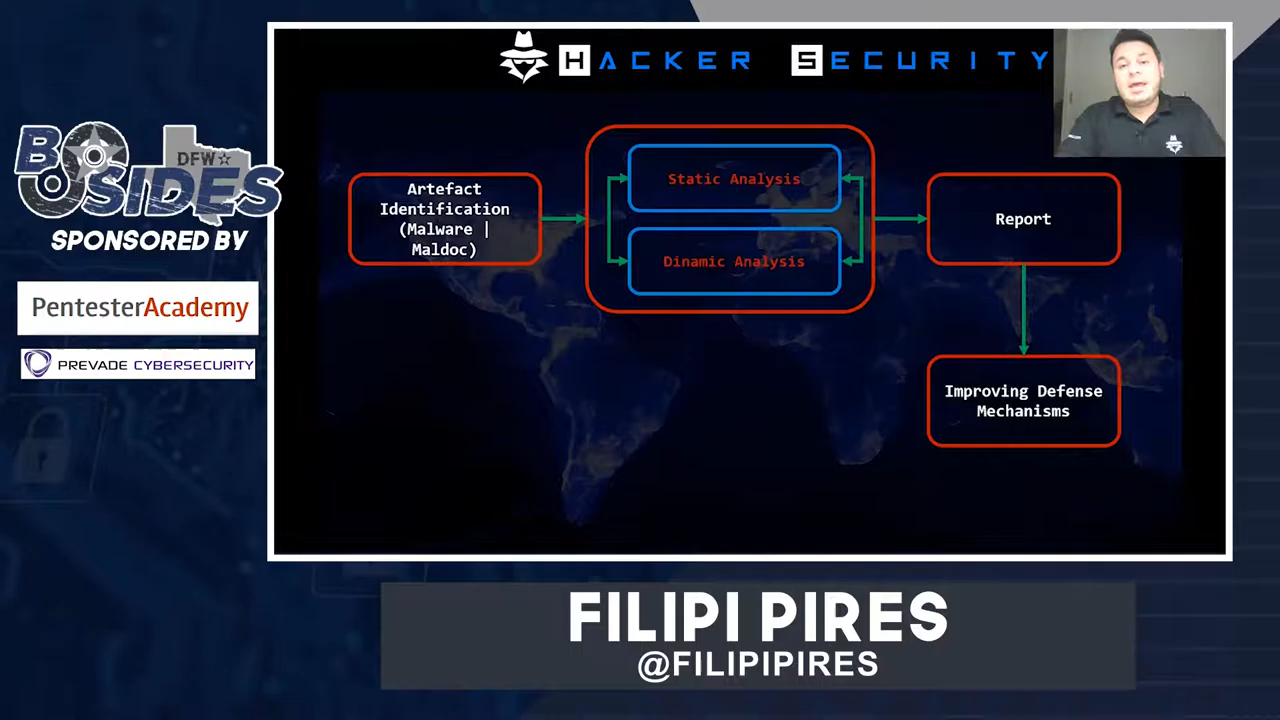 HACKER SECURITY
DFW
BSIDES
SPONSORED BY
PentesterAcademy
PREVADE CYBERSECURITY
Artefact
Identification
(Malware |
Maldoc)
Static Analysis
Dinamic Analysis
Report
Improving Defense
Mechanisms
FILIPI PIRES
@FILIPIPIRES